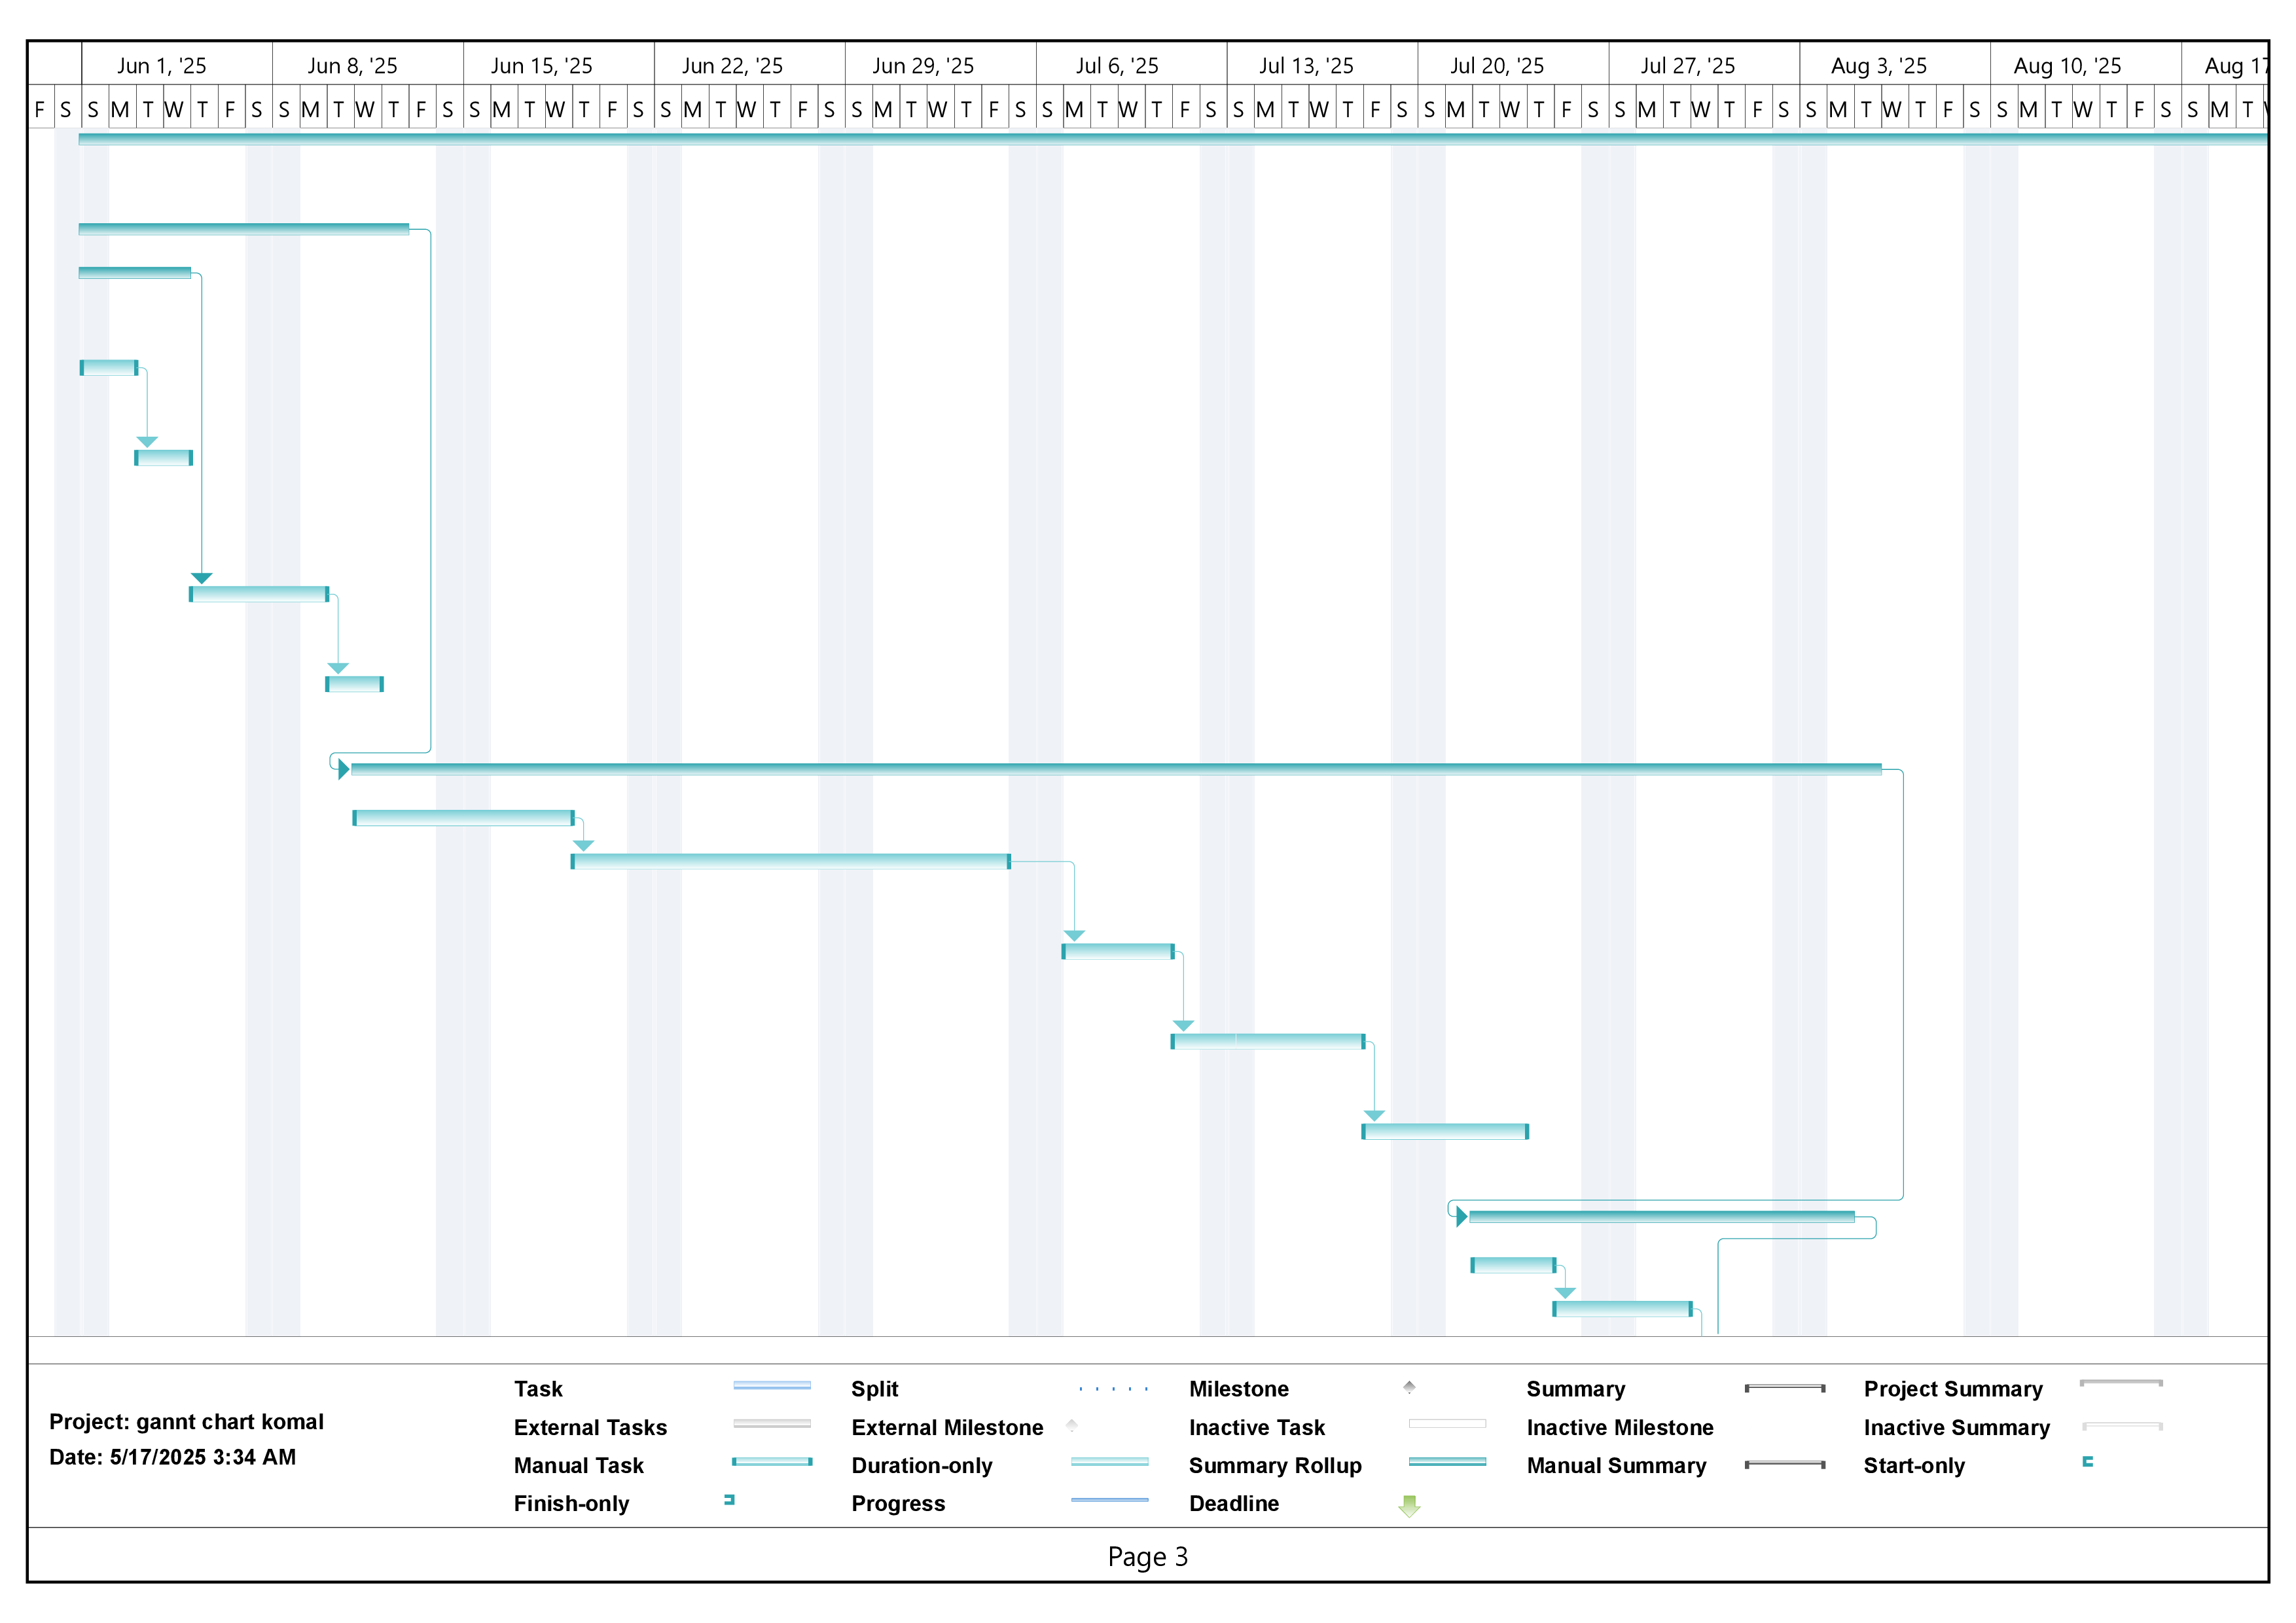 Jun 1, '25 Jun 8, '25 Jun 15, '25 Jun 22, '25 Jun 29, '25 Jul 6, '25 Jul 13, '25 Jul 20, '25 Jul 27, '25 Aug 3, '25 Aug 10, '25 Aug 17
F S S M T W T F S S M T W T F S S M T W T F S S M T W T F S S M T W T F S S M T W T F S S M T W T F S S M T W T F S S M T W T F S S M T W T F S S M T W T F S S M T W
Task Split Milestone Summary Project Summary
Project: gannt chart komal
External Tasks External Milestone Inactive Task Inactive Milestone Inactive Summary
Date: 5/17/2025 3:34 AM
Manual Task Duration-only Summary Rollup Manual Summary Start-only
Finish-only Progress Deadline
Page 3